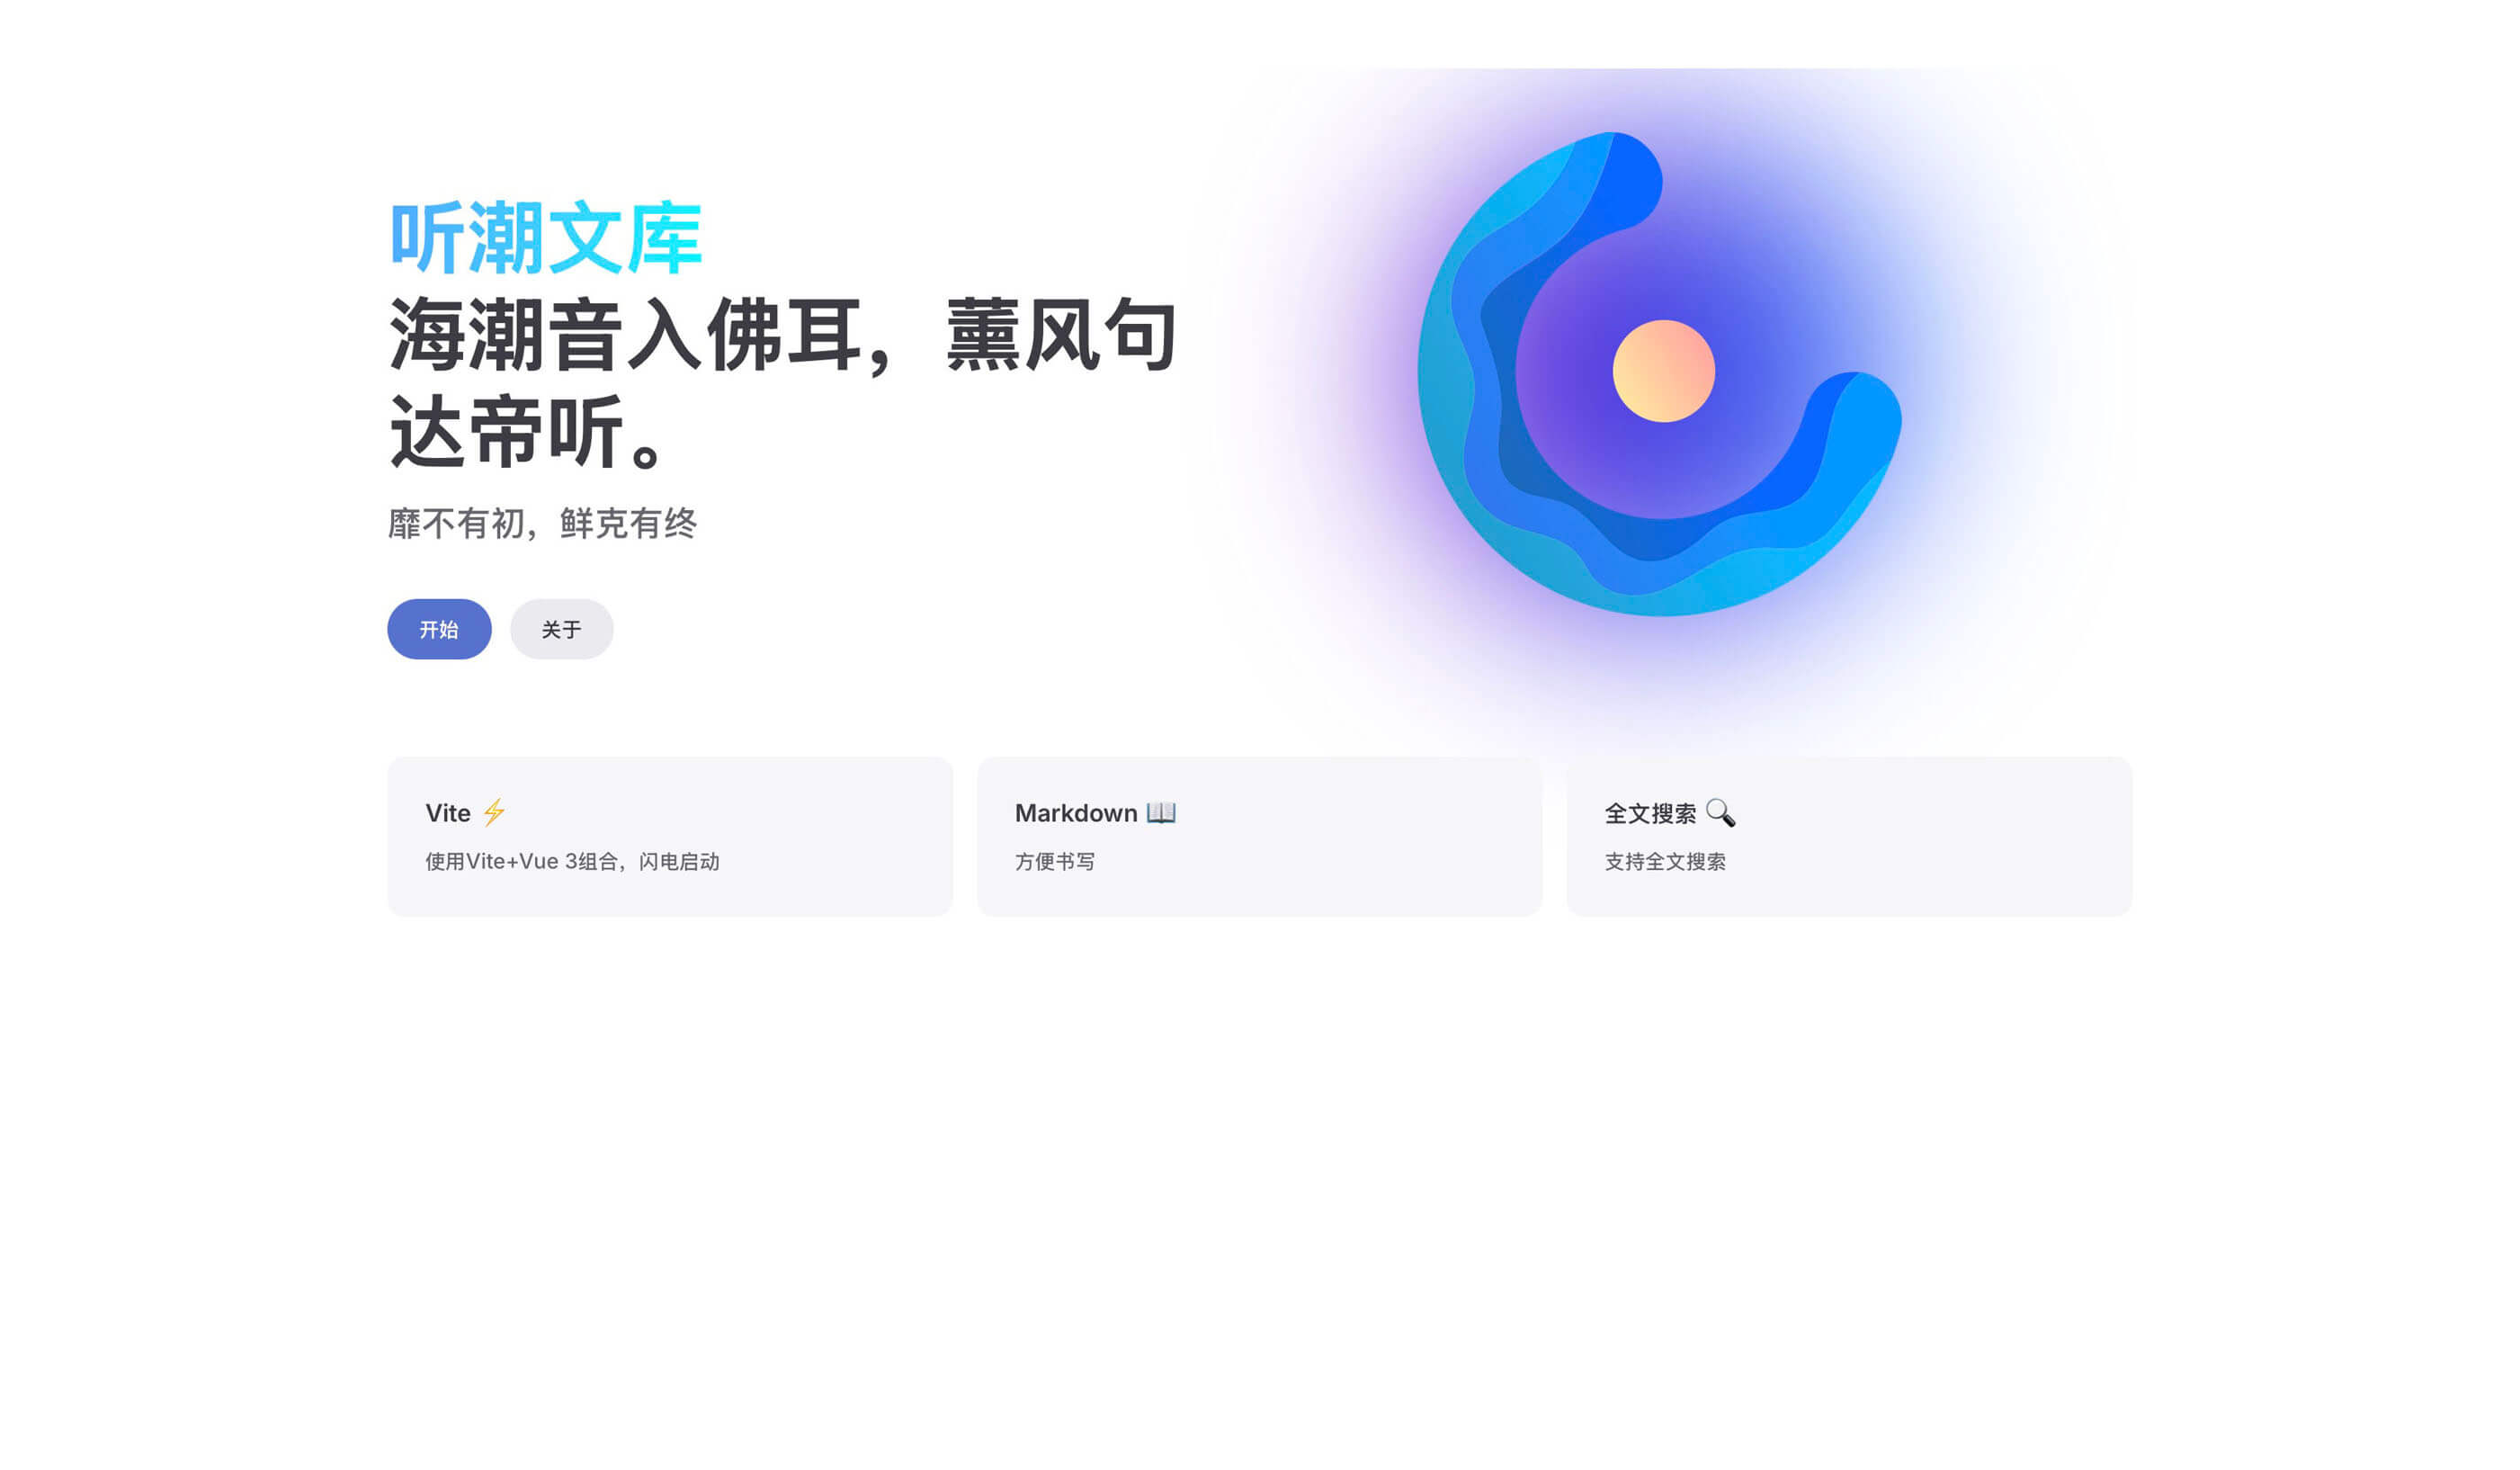 听潮文库
海潮音入佛耳，薰风句
达帝听。
靡不有初，鲜克有终
开始
关于
Vite ⚡
使用Vite+Vue 3组合，闪电启动
Markdown 📖
方便书写
全文搜索 🔍
支持全文搜索